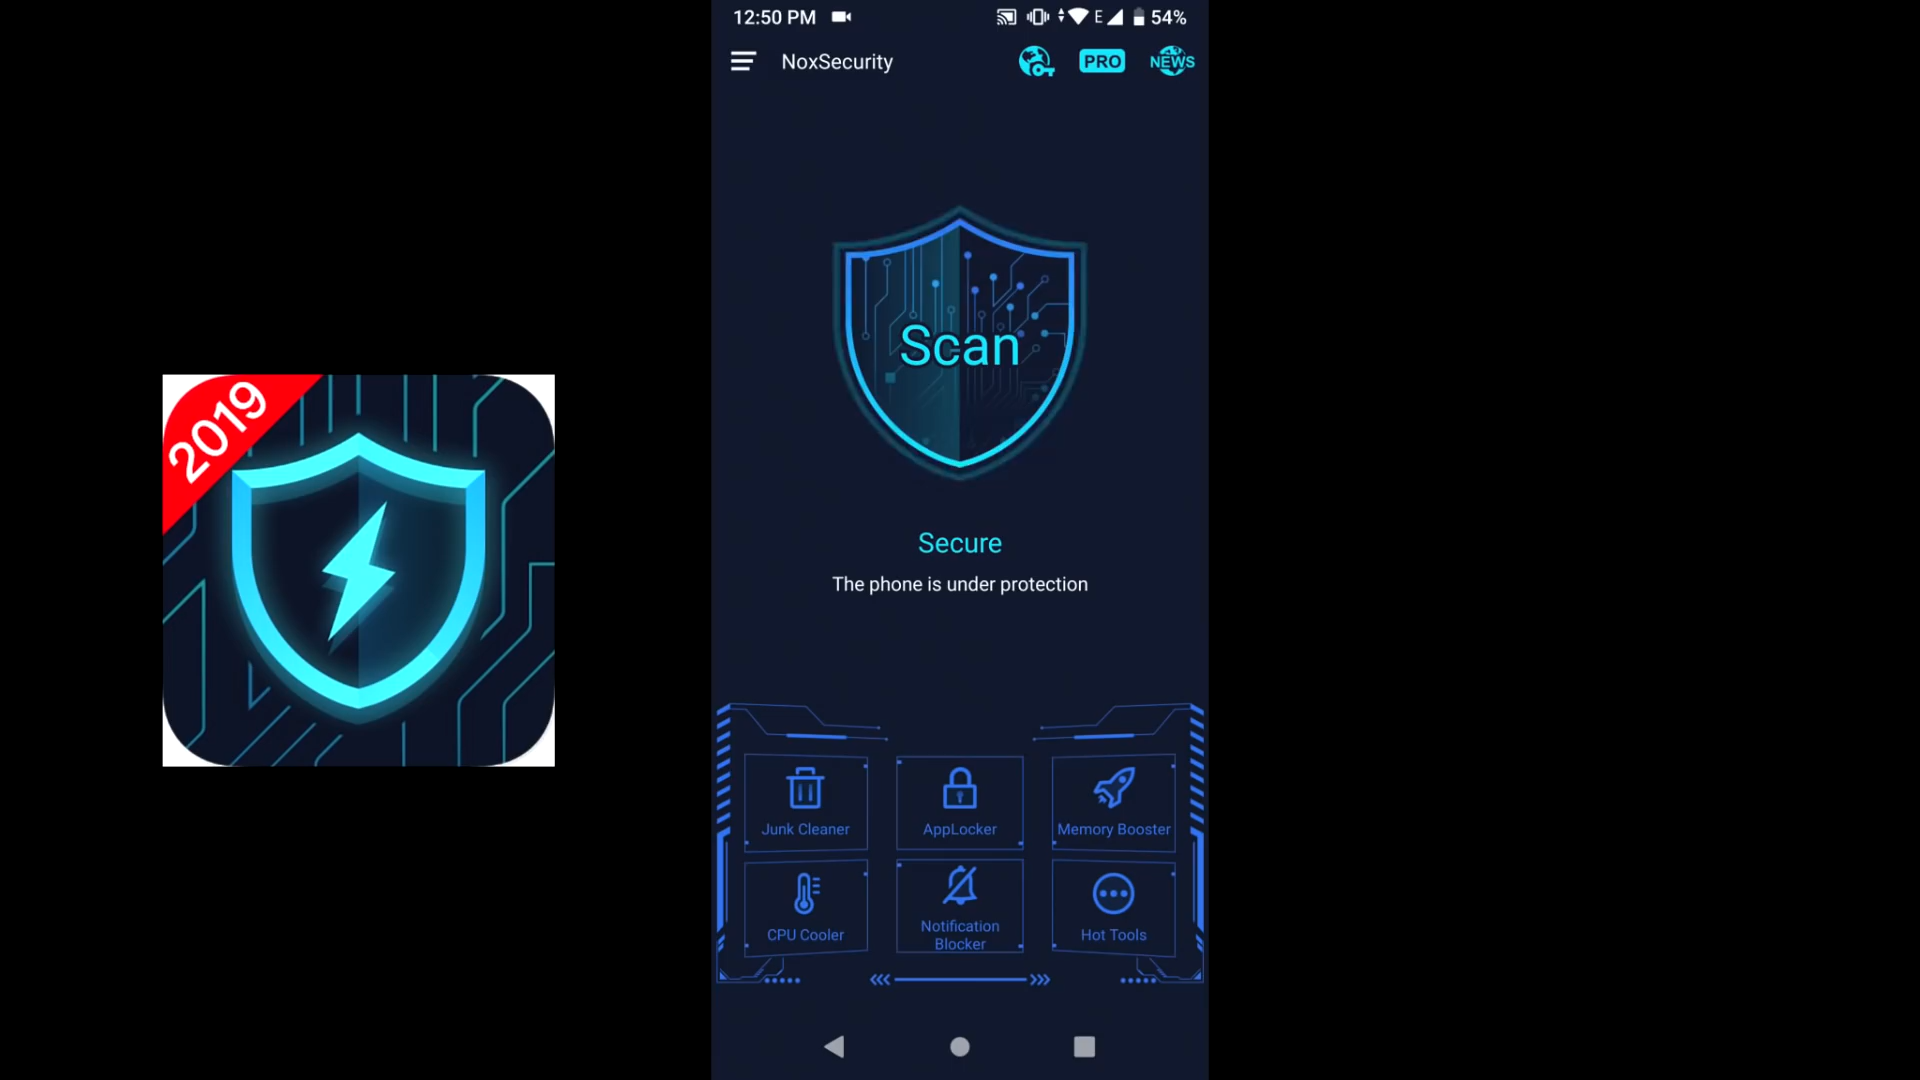 12:50 PM
E
54%
NoxSecurity
PRO
NEWS
2019
Scan
Secure
The phone is under protection
Junk Cleaner
AppLocker
Memory Booster
CPU Cooler
Notification
Blocker
Hot Tools